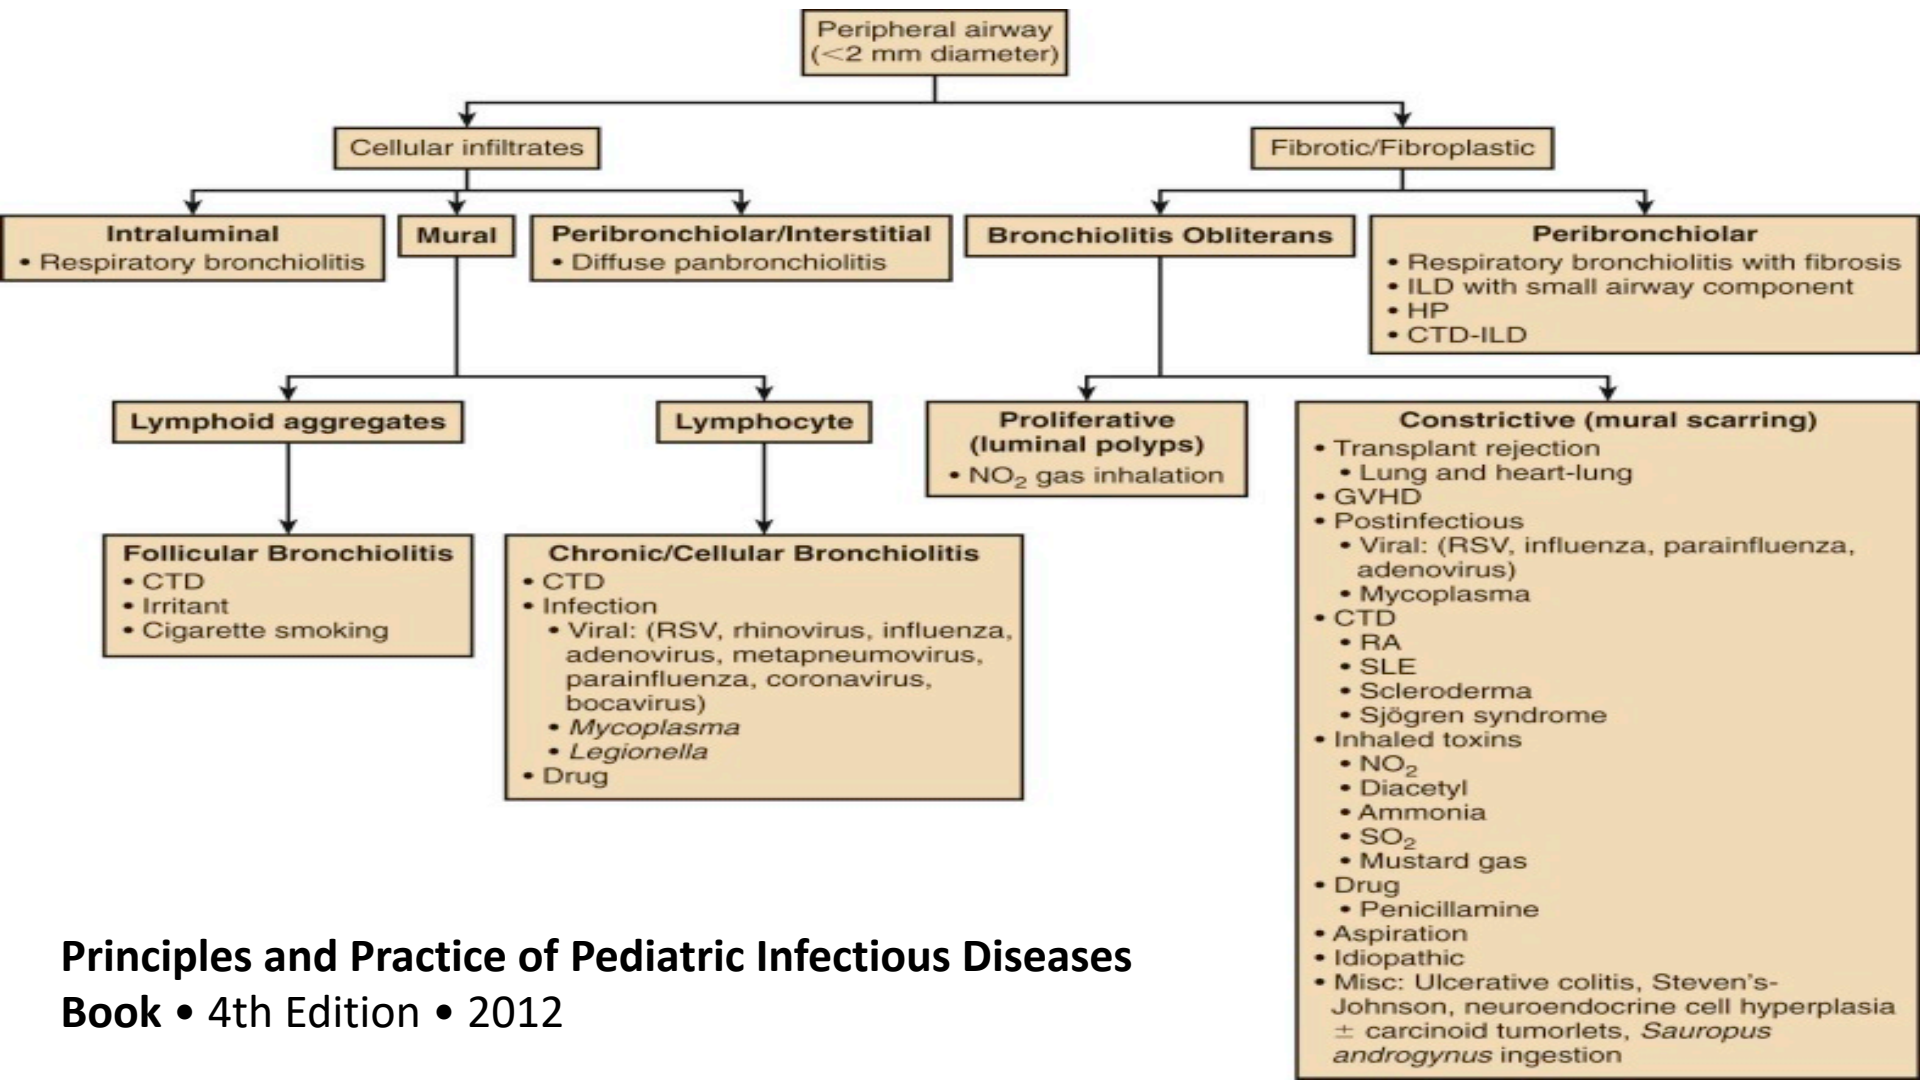 Peripheral airway
(<2 mm diameter)
Cellular infiltrates
Fibrotic/Fibroplastic
Intraluminal
• Respiratory bronchiolitis
Mural
Peribronchiolar/Interstitial
• Diffuse panbronchiolitis
Bronchiolitis Obliterans
Peribronchiolar
• Respiratory bronchiolitis with fibrosis
• ILD with small airway component
• HP
• CTD-ILD
Lymphoid aggregates
Lymphocyte
Proliferative
(luminal polyps)
• NO₂ gas inhalation
Constrictive (mural scarring)
• Transplant rejection
• Lung and heart-lung
• GVHD
• Postinfectious
• Viral: (RSV, influenza, parainfluenza,
adenovirus)
• Mycoplasma
• CTD
• RA
• SLE
• Scleroderma
• Sjögren syndrome
• Inhaled toxins
• NO₂
• Diacetyl
• Ammonia
• SO₂
• Mustard gas
• Drug
• Penicillamine
• Aspiration
• Idiopathic
• Misc: Ulcerative colitis, Steven's-
Johnson, neuroendocrine cell hyperplasia
± carcinoid tumorlets, Sauropus
androgynus ingestion
Follicular Bronchiolitis
• CTD
• Irritant
• Cigarette smoking
Chronic/Cellular Bronchiolitis
• CTD
• Infection
• Viral: (RSV, rhinovirus, influenza,
adenovirus, metapneumovirus,
parainfluenza, coronavirus,
bocavirus)
• Mycoplasma
• Legionella
• Drug
Principles and Practice of Pediatric Infectious Diseases
Book • 4th Edition • 2012